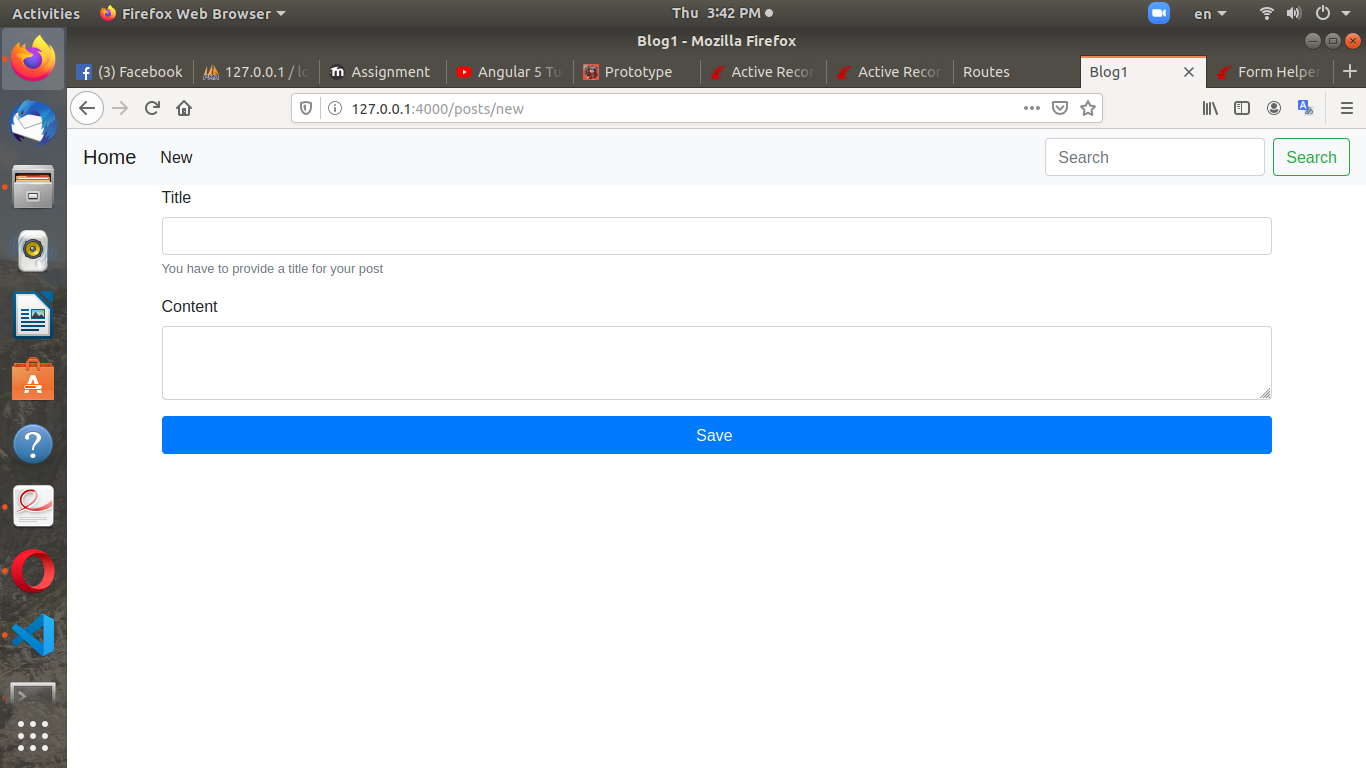 Activities Firefox Web Browser Thu 3:42 PM en
Blog1 - Mozilla Firefox
(3) Facebook 127.0.0.1 / lo Assignment Angular 5 Tu Prototype Active Recor Active Recor Routes Blog1 Form Helper
127.0.0.1:4000/posts/new
Home New Search Search
Title
You have to provide a title for your post
Content
Save